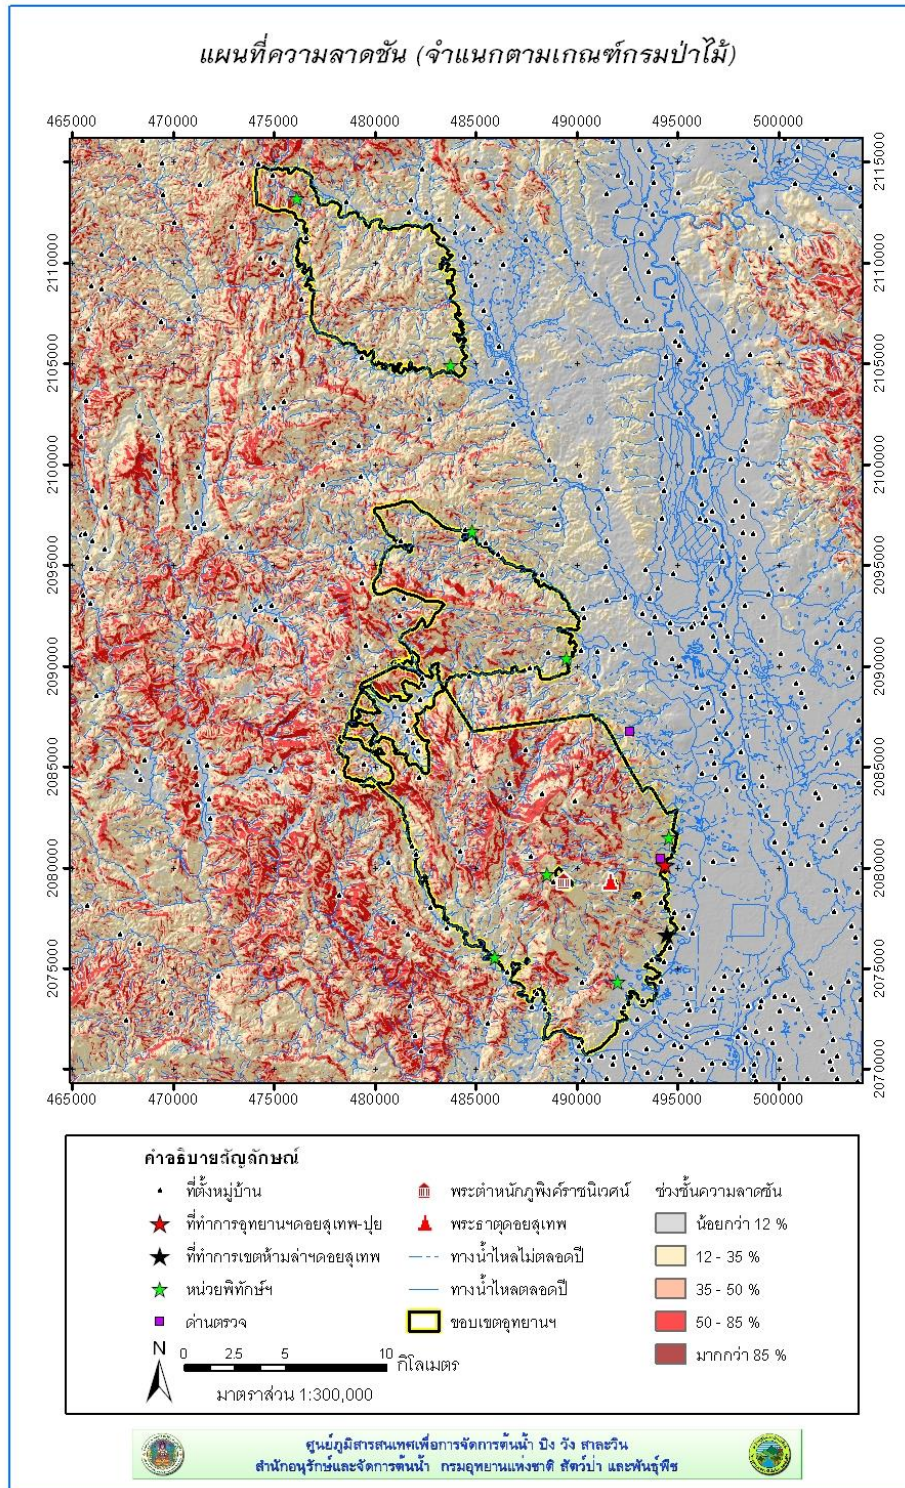 แผนที่ความลาดชัน (จำแนกตามเกณฑ์กรมป่าไม้)
465000 470000 475000 480000 485000 490000 495000 500000
2115000 2115000
2110000 2110000
2105000 2105000
2100000 2100000
2095000 2095000
2090000 2090000
2085000 2085000
2080000 2080000
2075000 2075000
2070000 2070000
465000 470000 475000 480000 485000 490000 495000 500000
คำอธิบายสัญลักษณ์
ที่ตั้งหมู่บ้าน
ที่ทำการอุทยานฯดอยสุเทพ-ปุย
ที่ทำการเขตห้ามล่าฯดอยสุเทพ
หน่วยพิทักษ์ฯ
ด่านตรวจ
พระตำหนักภูพิงค์ราชนิเวศน์
พระธาตุดอยสุเทพ
ทางน้ำไหลไม่ตลอดปี
ทางน้ำไหลตลอดปี
ขอบเขตอุทยานฯ
ช่วงชั้นความลาดชัน
น้อยกว่า 12 %
12 - 35 %
35 - 50 %
50 - 85 %
มากกว่า 85 %
N
0 2.5 5 10
กิโลเมตร
มาตราส่วน 1:300,000
ศูนย์ภูมิสารสนเทศเพื่อการจัดการต้นน้ำ ปิง วัง สาละวิน
สำนักอนุรักษ์และจัดการต้นน้ำ กรมอุทยานแห่งชาติ สัตว์ป่า และพันธุ์พืช